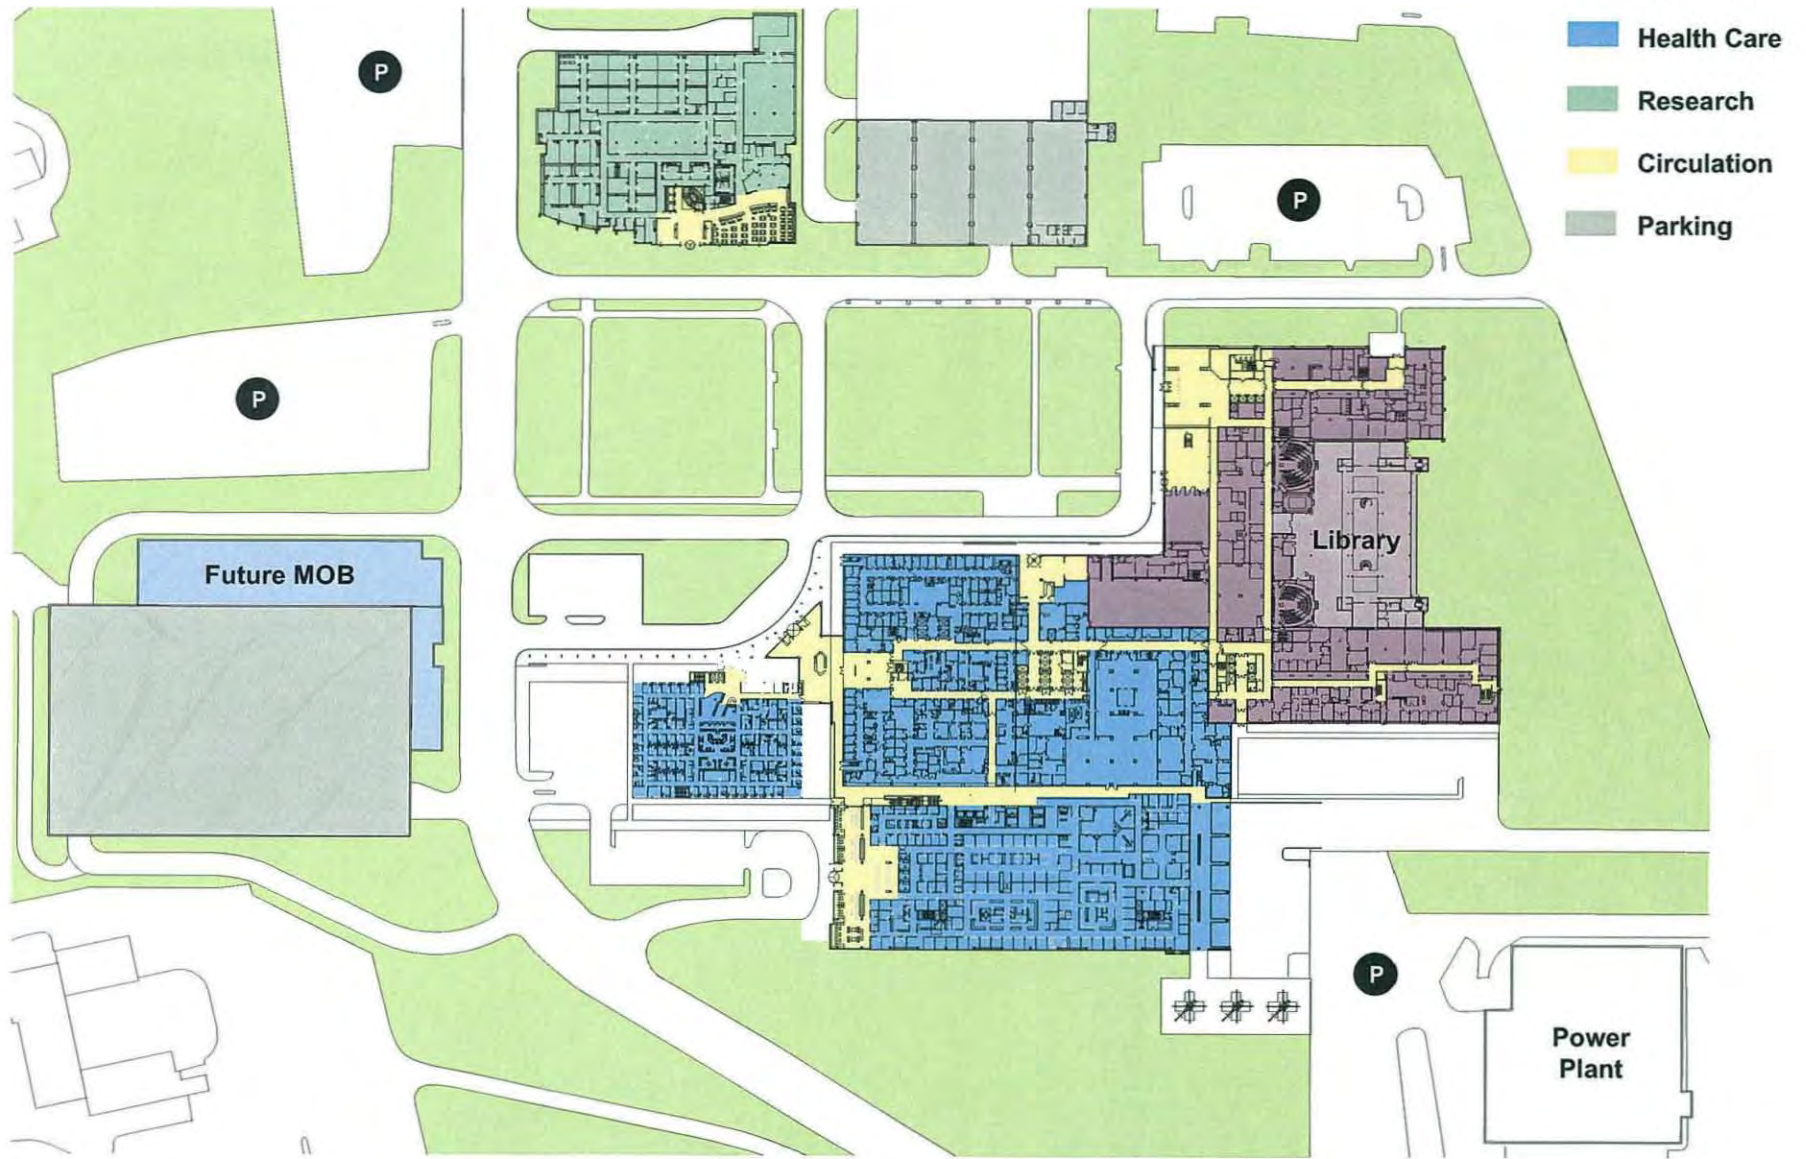 Health Care
Research
Circulation
Parking
P
P
P
Library
Future MOB
P
Power
Plant